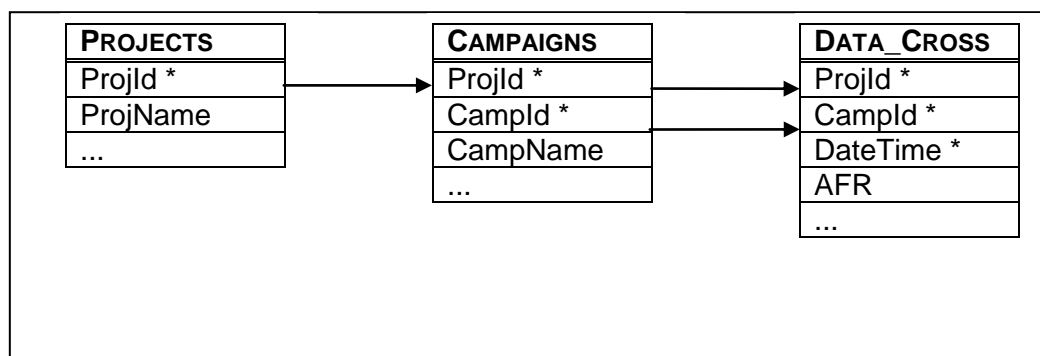 PROJECTS
ProjId *
ProjName
...
CAMPAIGNS
ProjId *
CampId *
CampName
...
DATA_CROSS
ProjId *
CampId *
DateTime *
AFR
...